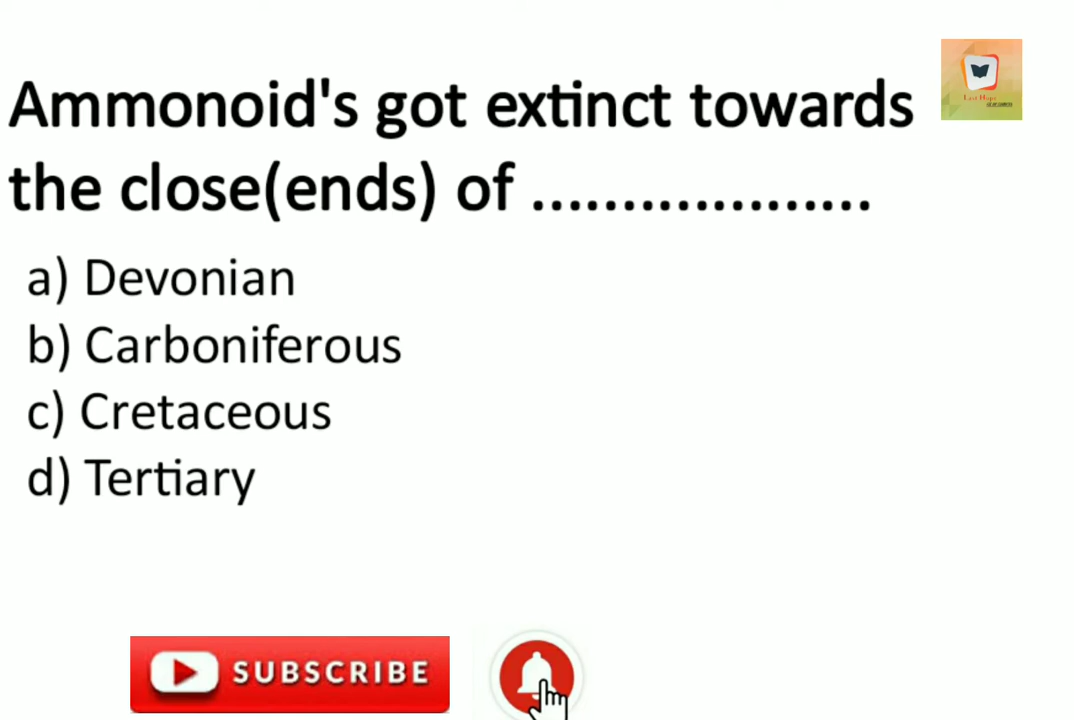 Ammonoid's got extinct towards
the close(ends) of ...................
a) Devonian
b) Carboniferous
c) Cretaceous
d) Tertiary
SUBSCRIBE